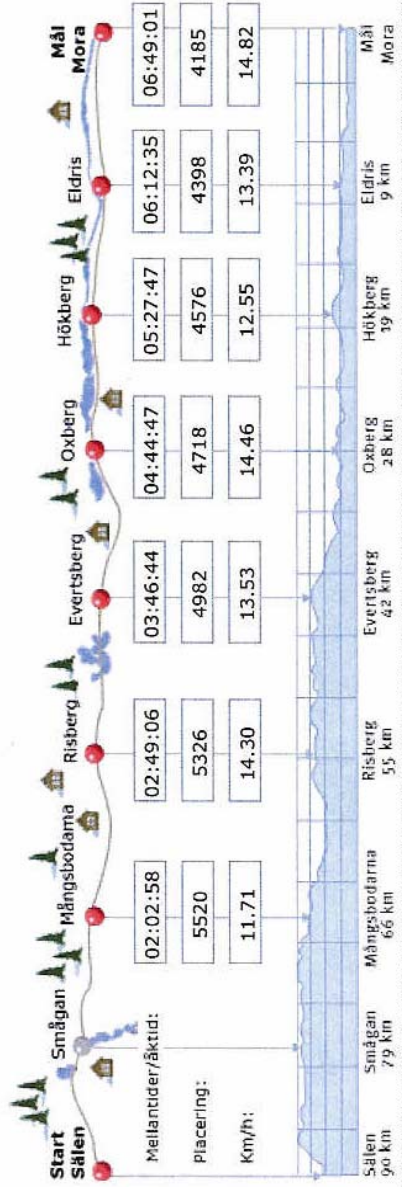 Start
Sälen
Smågan
Mångsbodarna
Risberg
Evertsberg
Oxberg
Hökberg
Eldris
Mål
Mora
Mellantider/åktid:
02:02:58
02:49:06
03:46:44
04:44:47
05:27:47
06:12:35
06:49:01
Placering:
5520
5326
4982
4718
4576
4398
4185
Km/h:
11.71
14.30
13.53
14.46
12.55
13.39
14.82
Sälen
90 km
Smågan
79 km
Mångsbodarna
66 km
Risberg
55 km
Evertsberg
42 km
Oxberg
28 km
Hökberg
19 km
Eldris
9 km
Mål
Mora